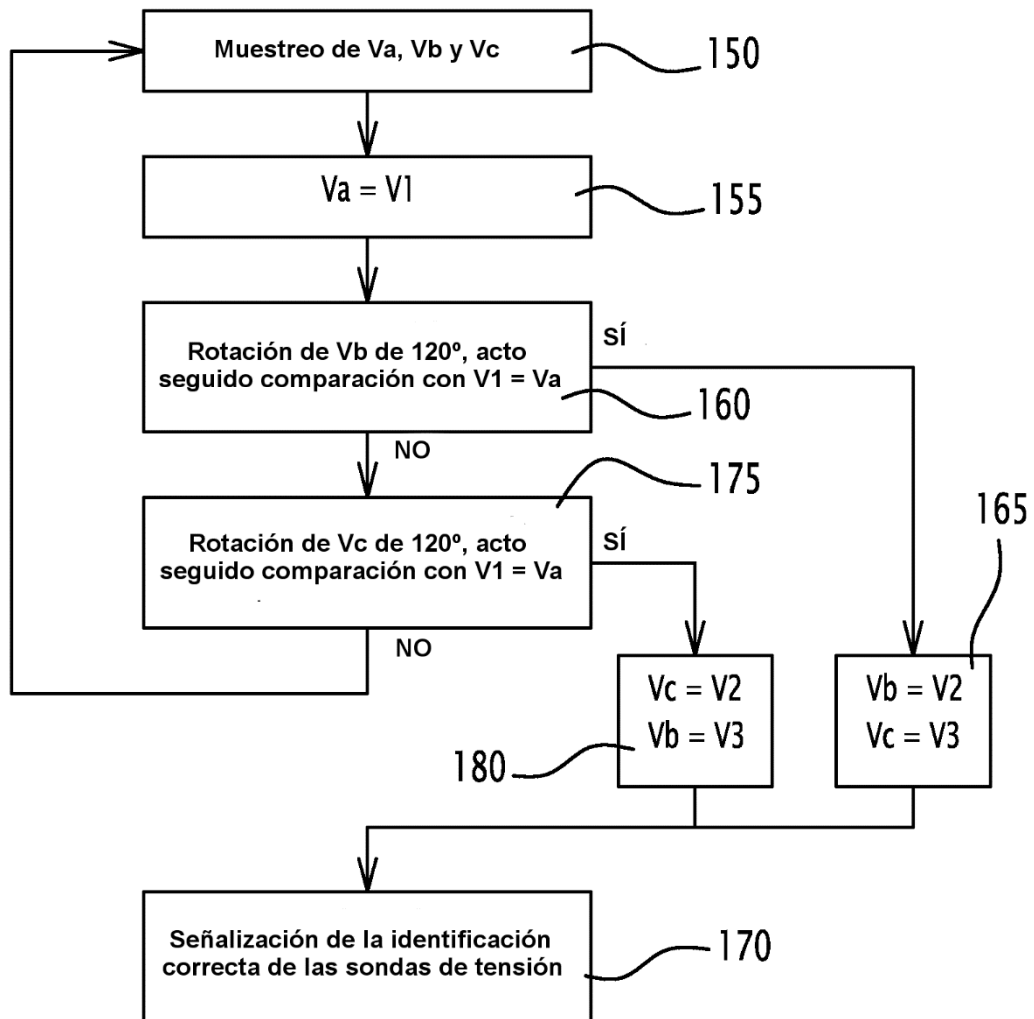 Muestreo de Va, Vb y Vc
150
Va = V1
155
Rotación de Vb de 120º, acto
seguido comparación con V1 = Va
SÍ
160
NO
175
Rotación de Vc de 120º, acto
seguido comparación con V1 = Va
SÍ
165
NO
Vc = V2
Vb = V3
Vb = V2
Vc = V3
180
Señalización de la identificación
correcta de las sondas de tensión
170